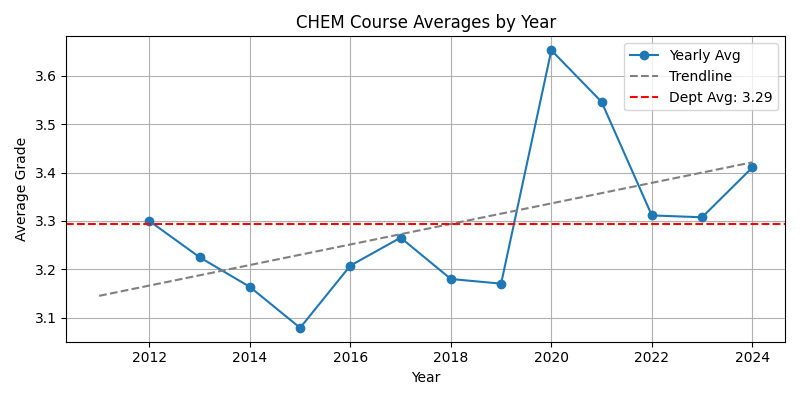 CHEM Course Averages by Year
Yearly Avg
Trendline
Dept Avg: 3.29
Average Grade
3.6
3.5
3.4
3.3
3.2
3.1
2012 2014 2016 2018 2020 2022 2024
Year